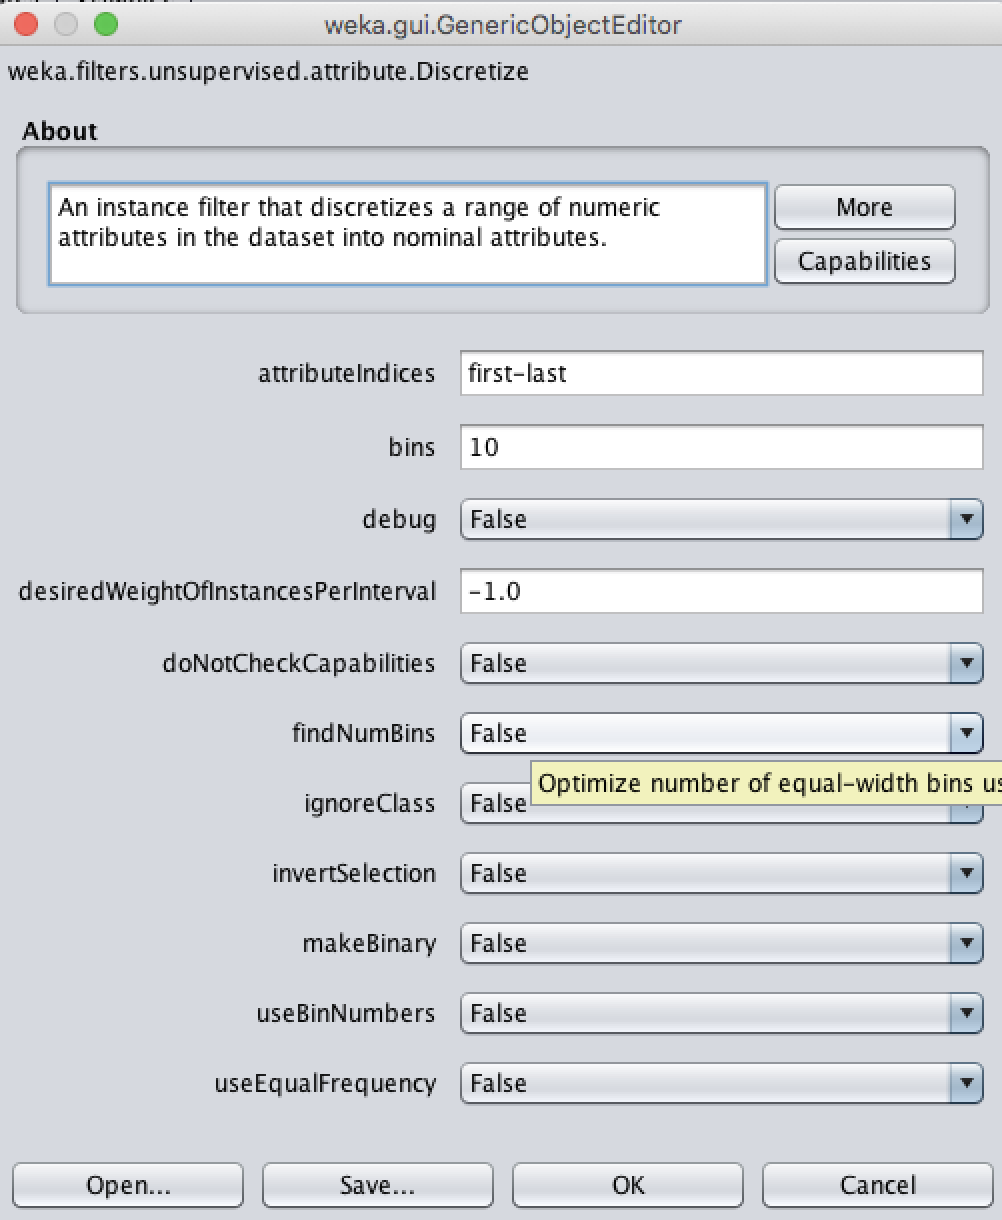 weka.gui.GenericObjectEditor
weka.filters.unsupervised.attribute.Discretize
About
An instance filter that discretizes a range of numeric
attributes in the dataset into nominal attributes.
More
Capabilities
attributeIndices first-last
bins 10
debug False
desiredWeightOfInstancesPerInterval -1.0
doNotCheckCapabilities False
findNumBins False
Optimize number of equal-width bins
ignoreClass False
invertSelection False
makeBinary False
useBinNumbers False
useEqualFrequency False
Open... Save... OK Cancel